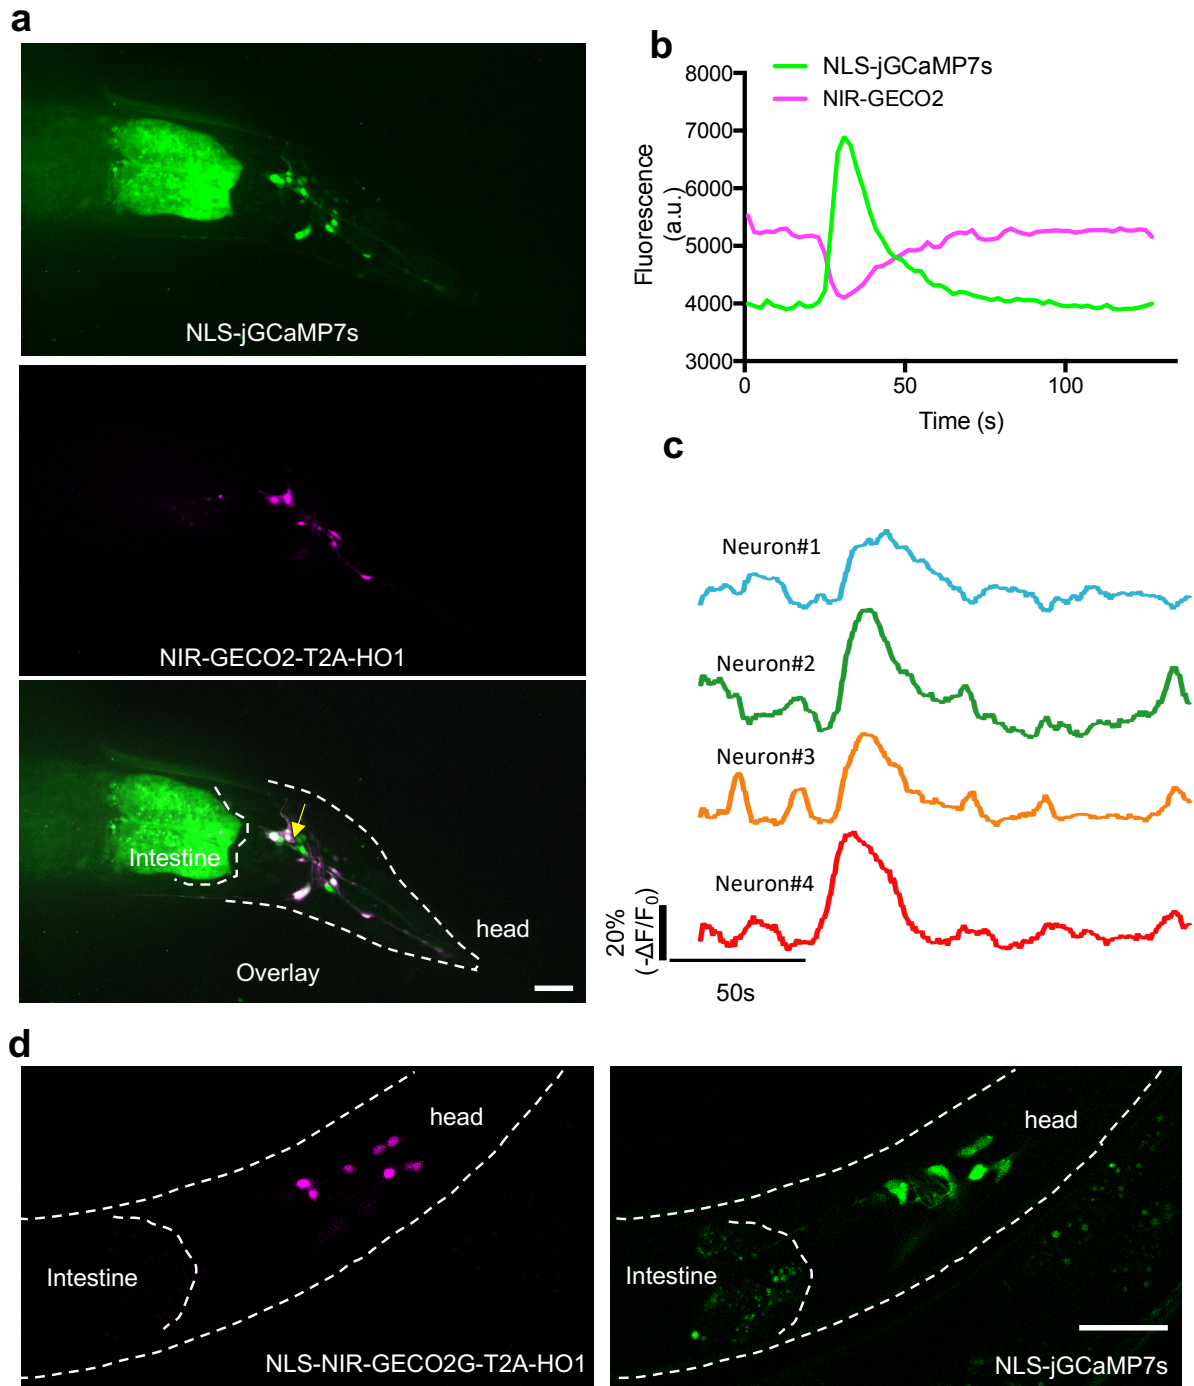 a
NLS-jGCaMP7s
NIR-GECO2-T2A-HO1
Intestine
head
Overlay
b
NLS-jGCaMP7s
NIR-GECO2
8000
7000
6000
5000
4000
3000
Fluorescence
(a.u.)
0
50
100
Time (s)
c
Neuron#1
Neuron#2
Neuron#3
Neuron#4
20%
(-ΔF/F0)
50s
d
head
Intestine
NLS-NIR-GECO2G-T2A-HO1
head
Intestine
NLS-jGCaMP7s